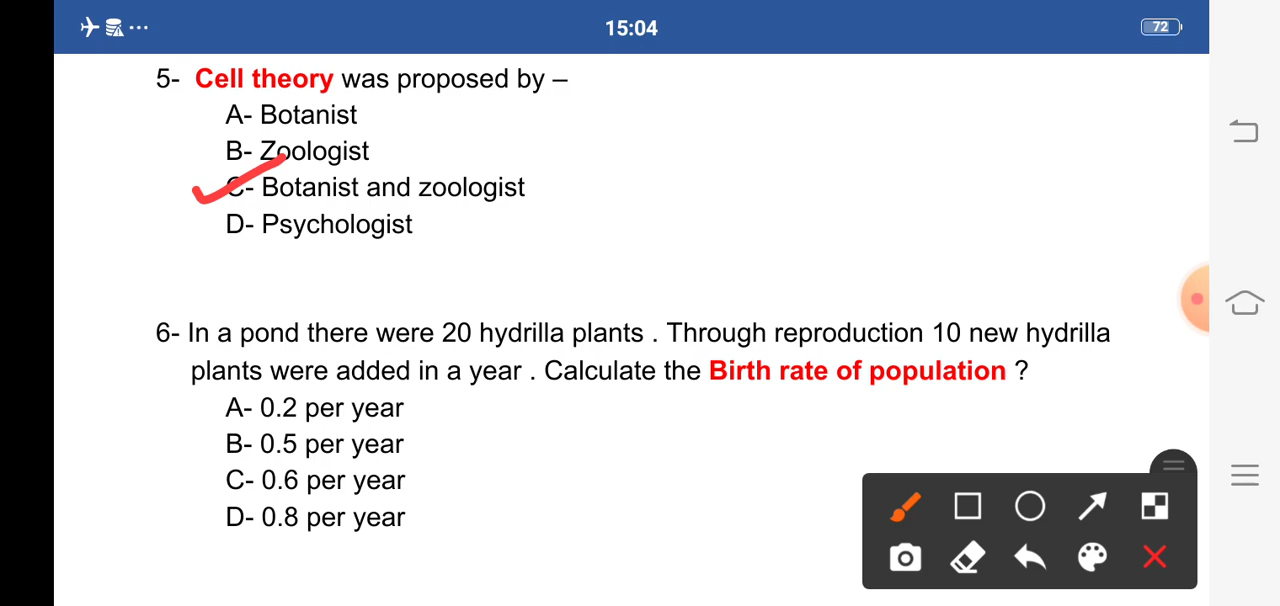 15:04
72
5- Cell theory was proposed by –
A- Botanist
B- Zoologist
C- Botanist and zoologist
D- Psychologist
6- In a pond there were 20 hydrilla plants . Through reproduction 10 new hydrilla
plants were added in a year . Calculate the Birth rate of population ?
A- 0.2 per year
B- 0.5 per year
C- 0.6 per year
D- 0.8 per year